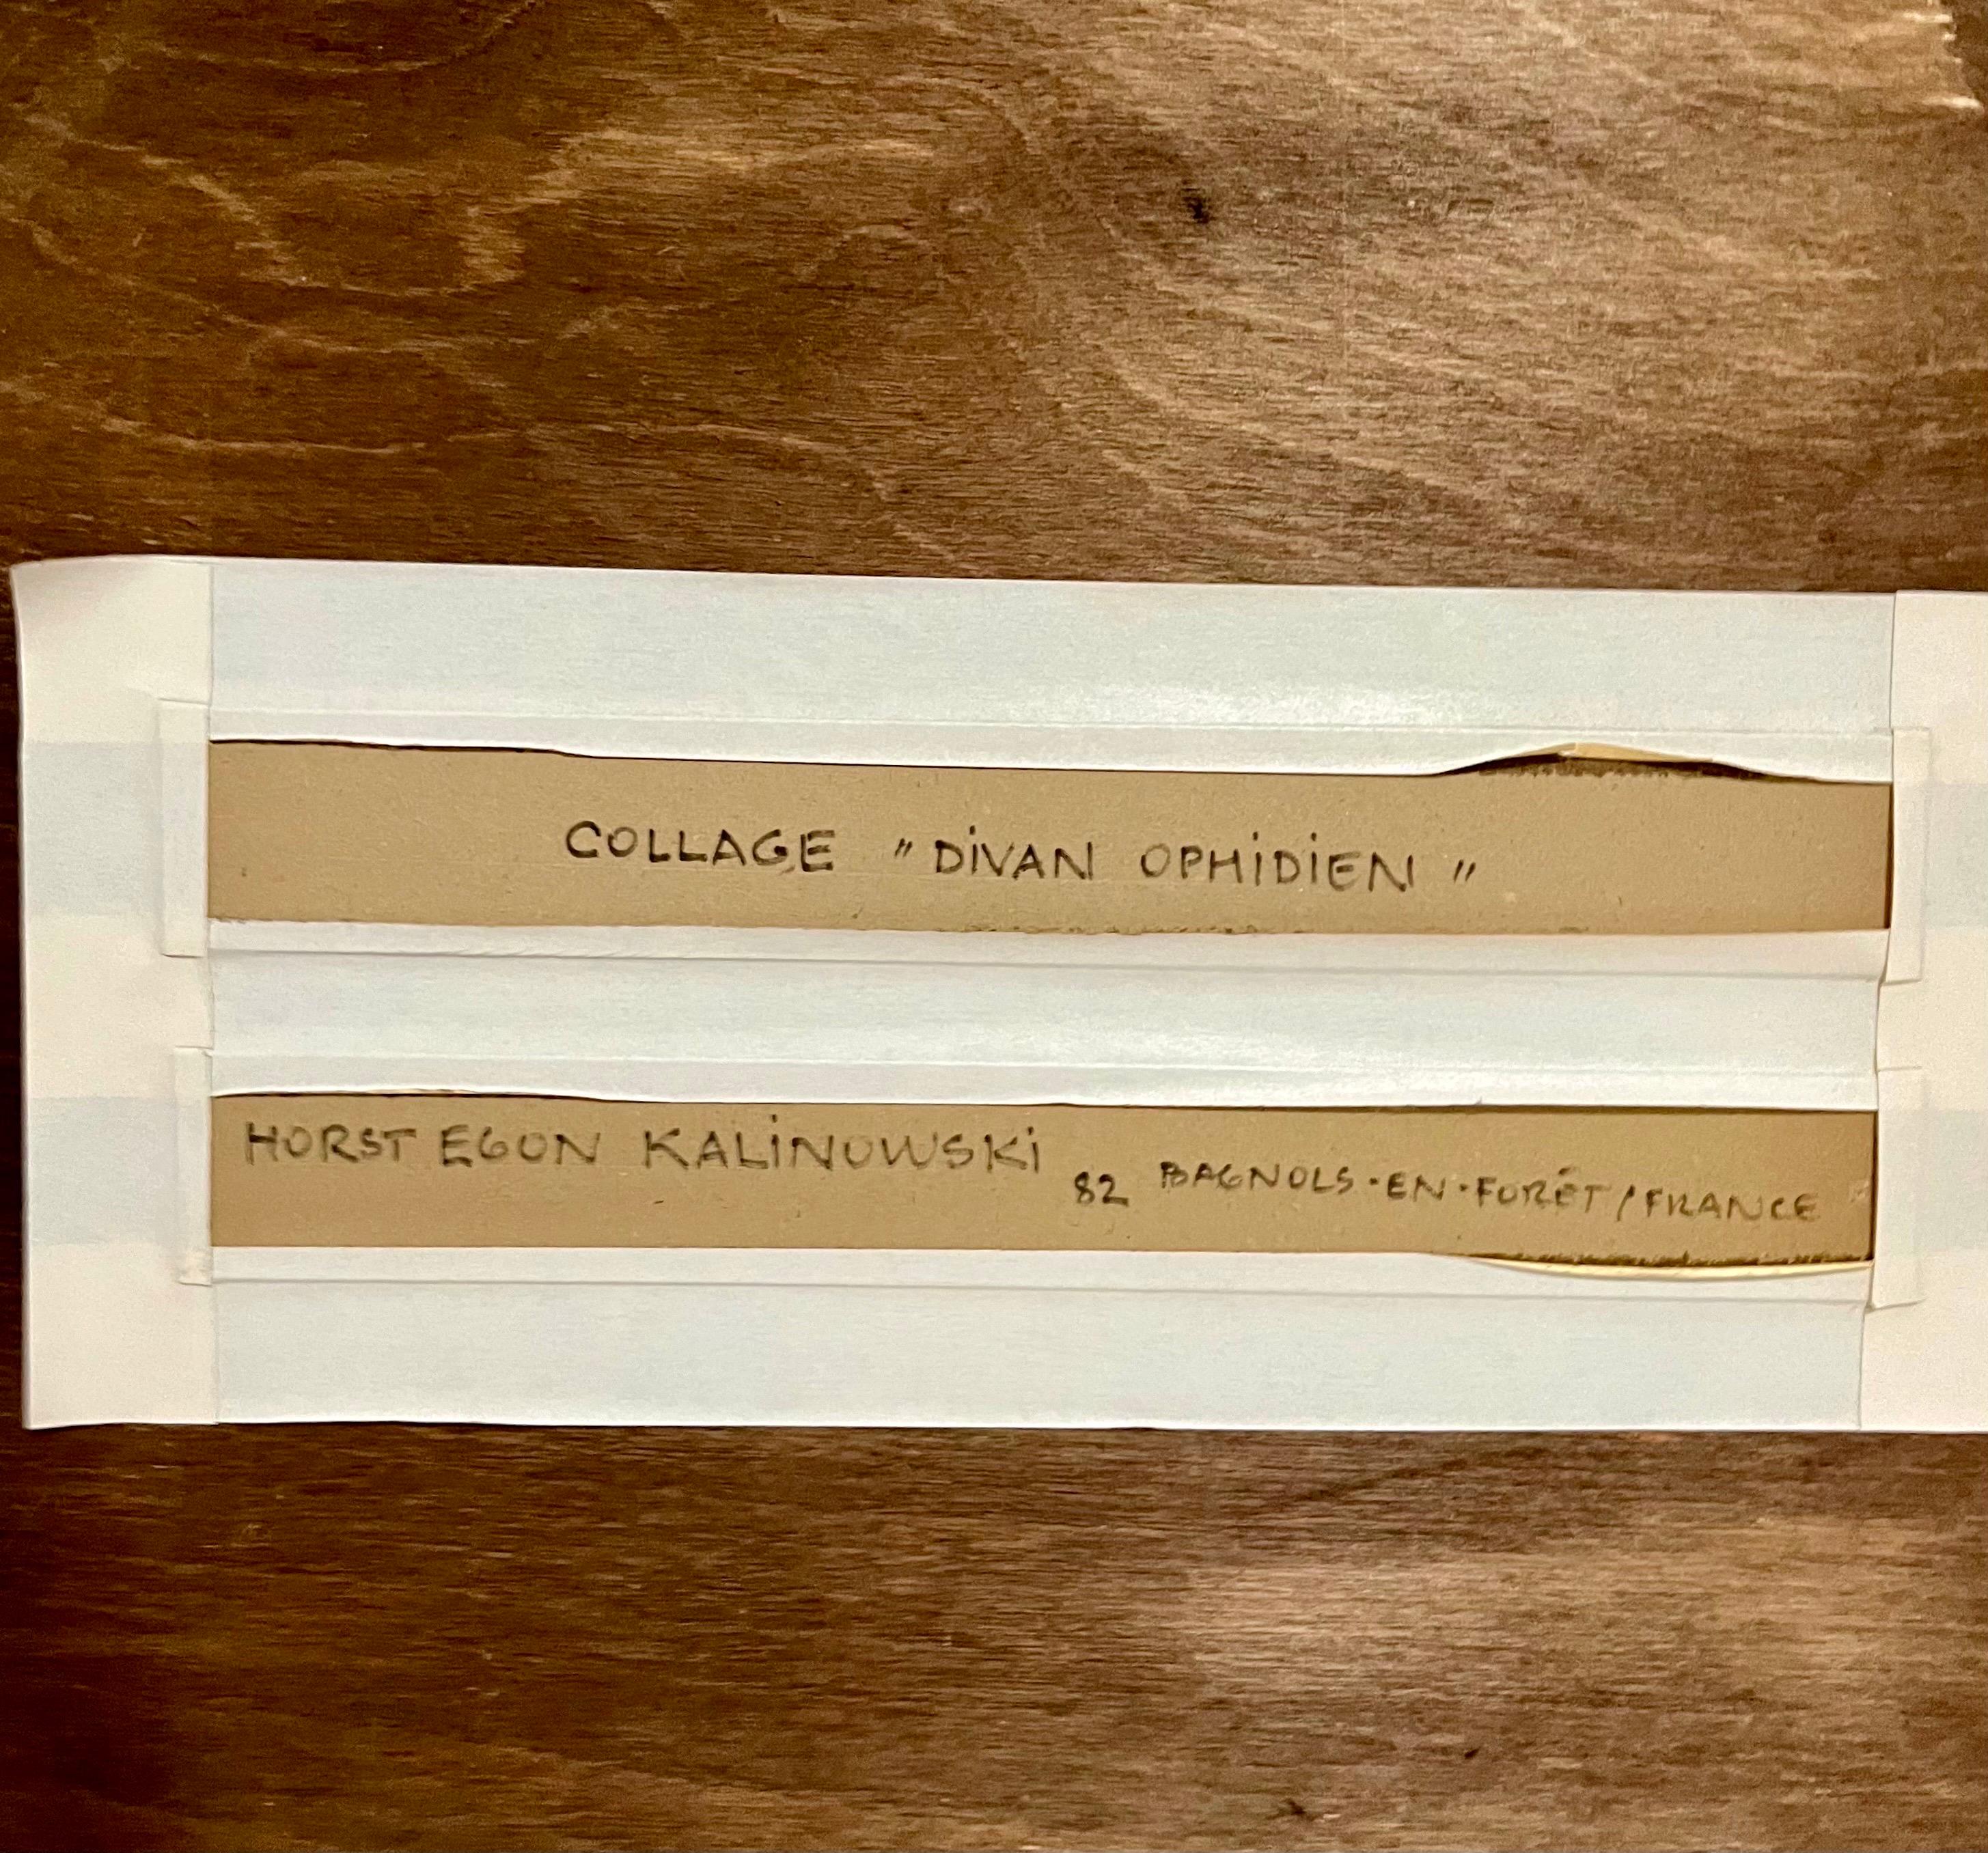 COLLAGE "DiVAN OPHiDiEN"
HORST EGON KALiNOWSKi 82 BAGNOLS·EN·FORÊT/FRANCE